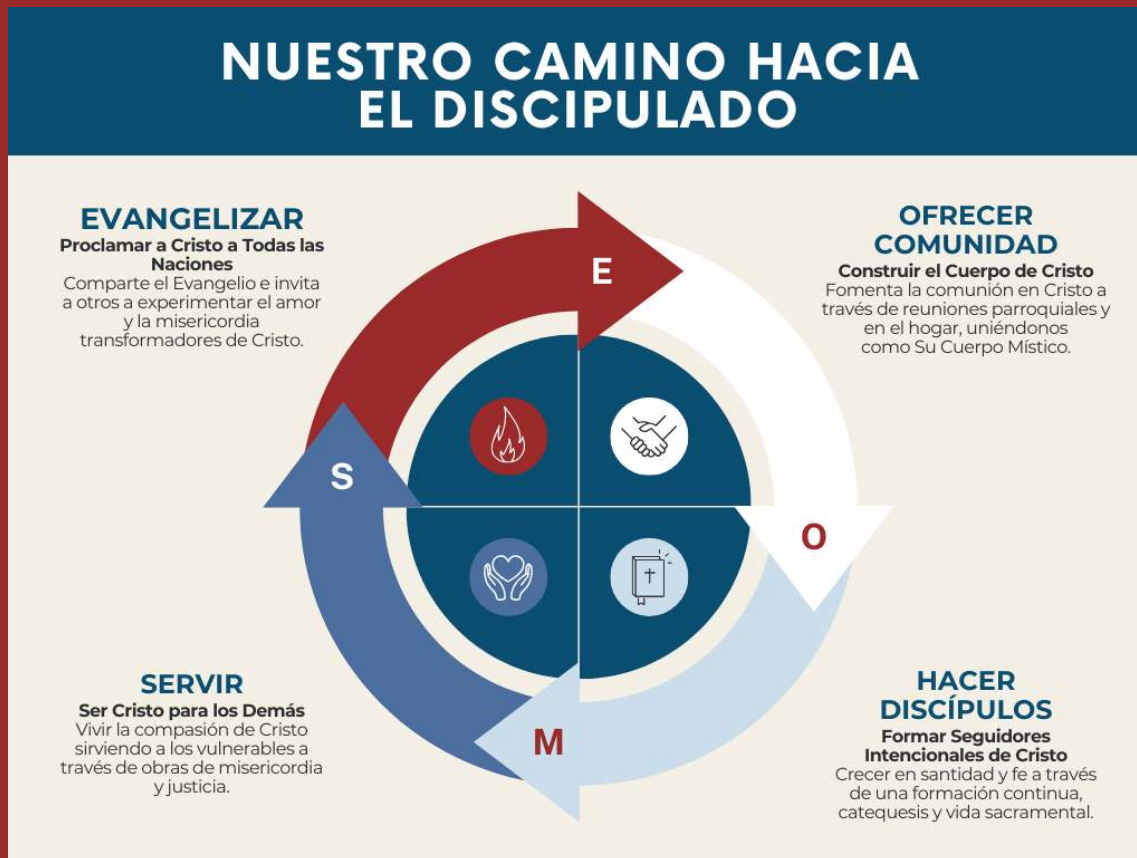 NUESTRO CAMINO HACIA
EL DISCIPULADO
EVANGELIZAR
Proclamar a Cristo a Todas las
Naciones
Comparte el Evangelio e invita
a otros a experimentar el amor
y la misericordia
transformadores de Cristo.
OFRECER
COMUNIDAD
Construir el Cuerpo de Cristo
Fomenta la comunión en Cristo a
través de reuniones parroquiales y
en el hogar, uniéndonos
como Su Cuerpo Místico.
E
S
O
M
SERVIR
Ser Cristo para los Demás
Vivir la compasión de Cristo
sirviendo a los vulnerables a
través de obras de misericordia
y justicia.
HACER
DISCÍPULOS
Formar Seguidores
Intencionales de Cristo
Crecer en santidad y fe a través
de una formación continua,
catequesis y vida sacramental.